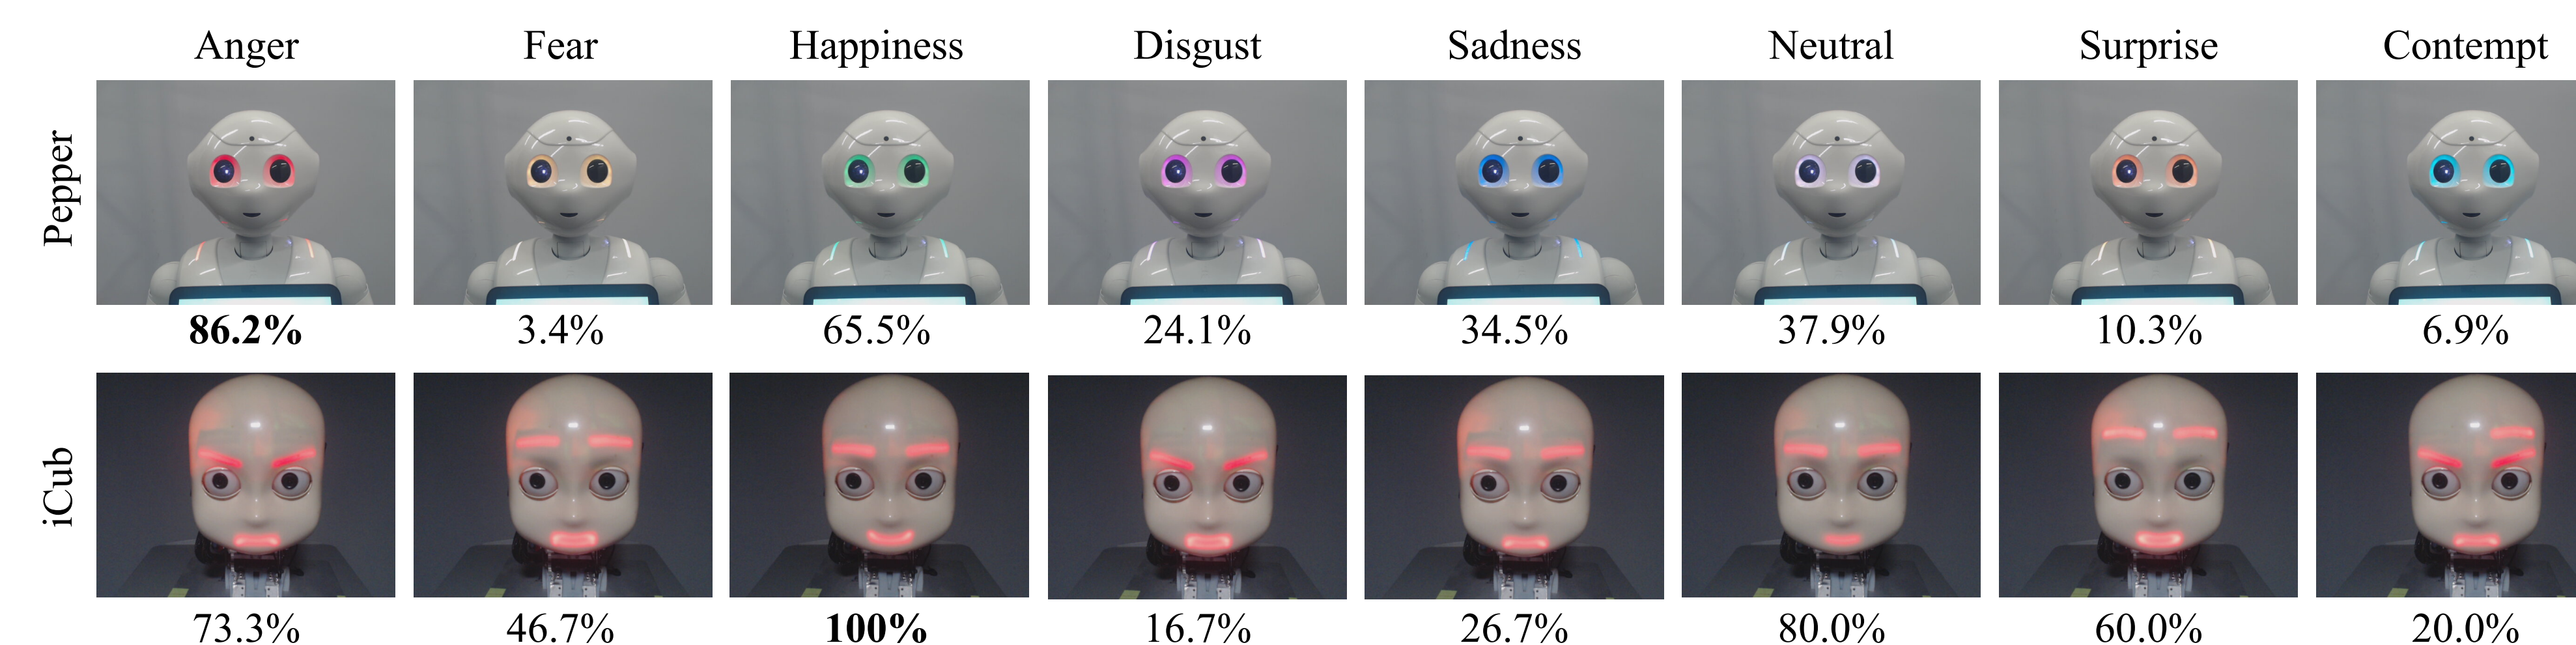 Anger Fear Happiness Disgust Sadness Neutral Surprise Contempt
Pepper
86.2% 3.4% 65.5% 24.1% 34.5% 37.9% 10.3% 6.9%
iCub
73.3% 46.7% 100% 16.7% 26.7% 80.0% 60.0% 20.0%